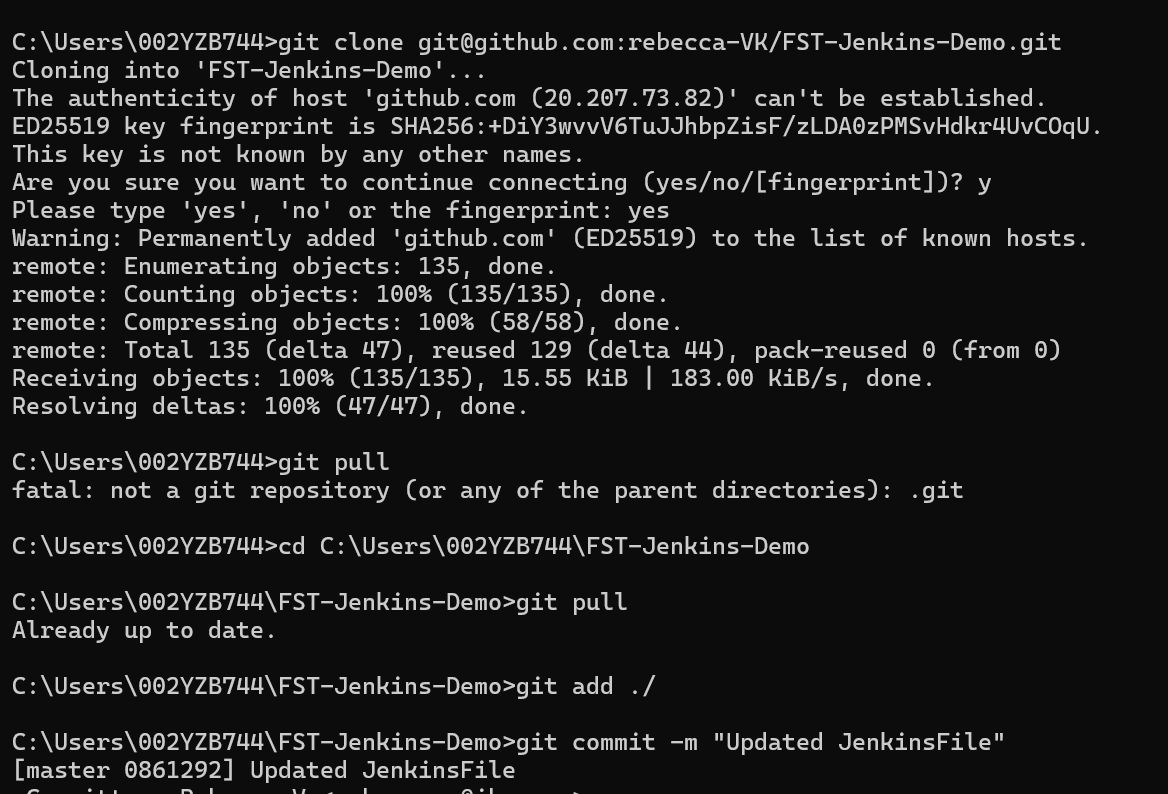 C:\Users\002YZB744>git clone git@github.com:rebecca-VK/FST-Jenkins-Demo.git
Cloning into 'FST-Jenkins-Demo'...
The authenticity of host 'github.com (20.207.73.82)' can't be established.
ED25519 key fingerprint is SHA256:+DiY3wvvV6TuJJhbpZisF/zLDA0zPMSvHdkr4UvCOqU.
This key is not known by any other names.
Are you sure you want to continue connecting (yes/no/[fingerprint])? y
Please type 'yes', 'no' or the fingerprint: yes
Warning: Permanently added 'github.com' (ED25519) to the list of known hosts.
remote: Enumerating objects: 135, done.
remote: Counting objects: 100% (135/135), done.
remote: Compressing objects: 100% (58/58), done.
remote: Total 135 (delta 47), reused 129 (delta 44), pack-reused 0 (from 0)
Receiving objects: 100% (135/135), 15.55 KiB | 183.00 KiB/s, done.
Resolving deltas: 100% (47/47), done.
C:\Users\002YZB744>git pull
fatal: not a git repository (or any of the parent directories): .git
C:\Users\002YZB744>cd C:\Users\002YZB744\FST-Jenkins-Demo
C:\Users\002YZB744\FST-Jenkins-Demo>git pull
Already up to date.
C:\Users\002YZB744\FST-Jenkins-Demo>git add ./
C:\Users\002YZB744\FST-Jenkins-Demo>git commit -m "Updated JenkinsFile"
[master 0861292] Updated JenkinsFile